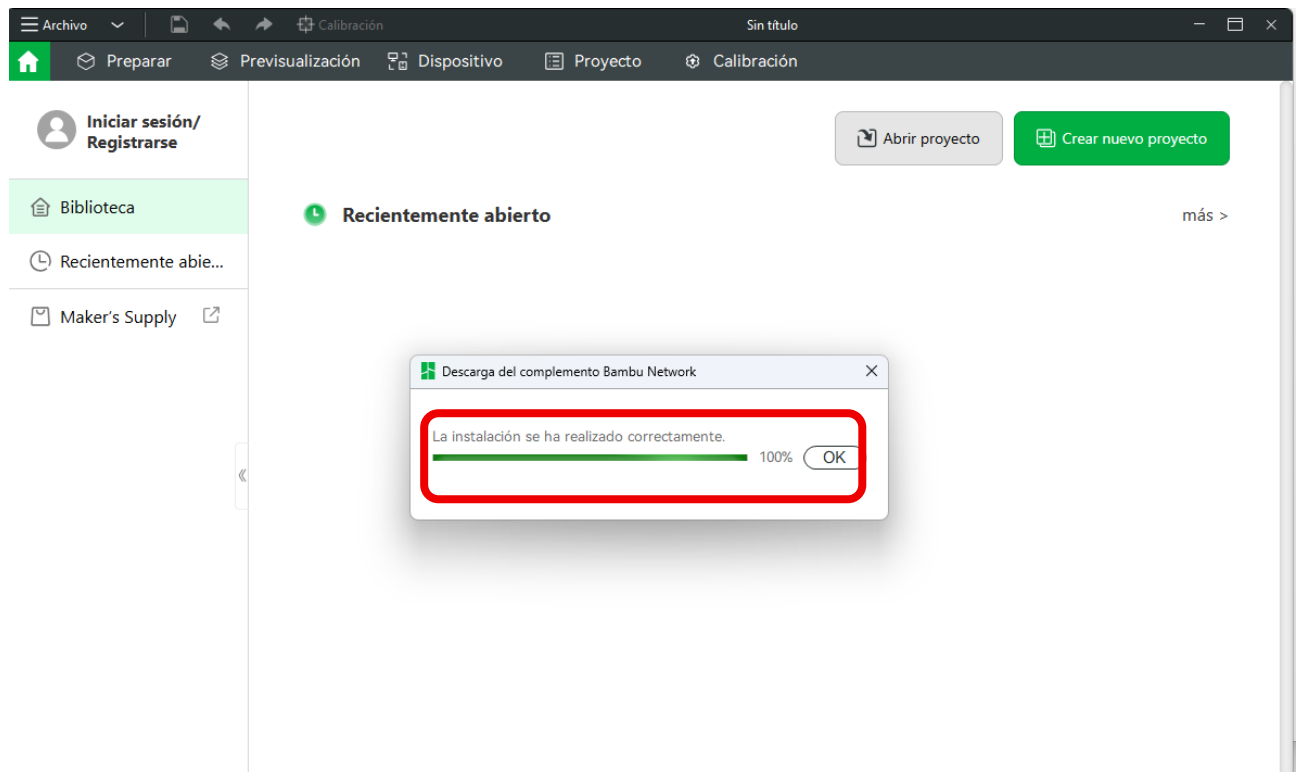 Archivo
Calibración
Sin título
Preparar
Previsualización
Dispositivo
Proyecto
Calibración
Iniciar sesión/
Registrarse
Abrir proyecto
Crear nuevo proyecto
Biblioteca
Recientemente abierto
más >
Recientemente abie...
Maker's Supply
Descarga del complemento Bambu Network
La instalación se ha realizado correctamente.
100%
OK